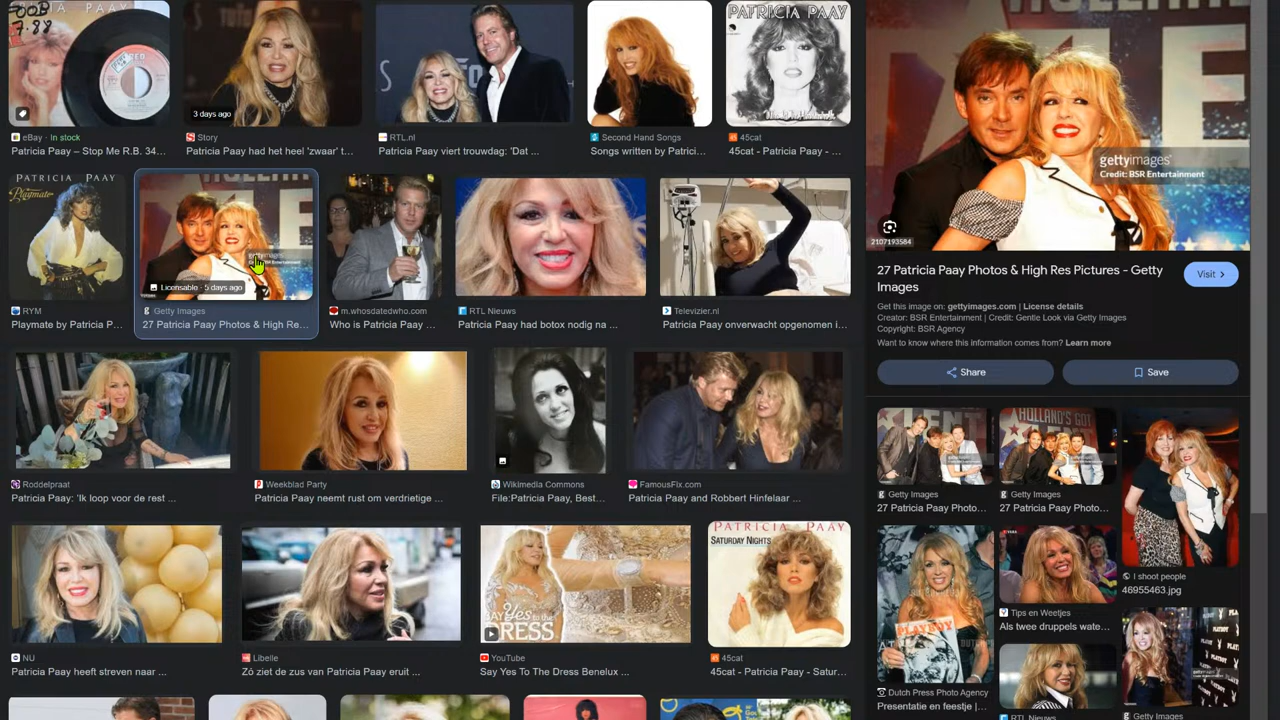 7.88
PATRICIA PAAY
eBay · In stock
Patricia Paay – Stop Me R.B. 34...
3 days ago
Story
Patricia Paay had het heel 'zwaar' t...
RTL.nl
Patricia Paay viert trouwdag: 'Dat ...
Second Hand Songs
Songs written by Patrici...
PATRICIA PAAY
45cat
45cat - Patricia Paay - ...
PATRICIA PAAY
Playmate
RYM
Playmate by Patricia P...
gettyimages
Licensable · 5 days ago
Getty Images
27 Patricia Paay Photos & High Re...
m.whosdatedwho.com
Who is Patricia Paay ...
RTL Nieuws
Patricia Paay had botox nodig na ...
Televizier.nl
Patricia Paay onverwacht opgenomen i...
Roddelpraat
Patricia Paay: 'Ik loop voor de rest ...
Weekblad Party
Patricia Paay neemt rust om verdrietige ...
Wikimedia Commons
File:Patricia Paay, Best...
FamousFix.com
Patricia Paay and Robbert Hinfelaar ...
NU
Patricia Paay heeft streven naar ...
Libelle
Zó ziet de zus van Patricia Paay eruit ...
SAY Yes to the
DRESS
YouTube
Say Yes To The Dress Benelux ...
PATRICIA PAAY
SATURDAY NIGHTS
45cat
45cat - Patricia Paay - Satur...
gettyimages®
Credit: BSR Entertainment
2107193584
27 Patricia Paay Photos & High Res Pictures - Getty
Images
Visit
Get this image on: gettyimages.com | License details
Creator: BSR Entertainment | Credit: Gentle Look via Getty Images
Copyright: BSR Agency
Want to know where this information comes from? Learn more
Share
Save
Getty Images
27 Patricia Paay Photo...
HOLLAND'S GOT
TALENT
Getty Images
27 Patricia Paay Photo...
I shoot people
46955463.jpg
PLAYBOY
Dutch Press Photo Agency
Presentatie en feestje |...
Tips en Weetjes
Als twee druppels wate...
RTL Nieuws
PLAYBOY
Getty Images